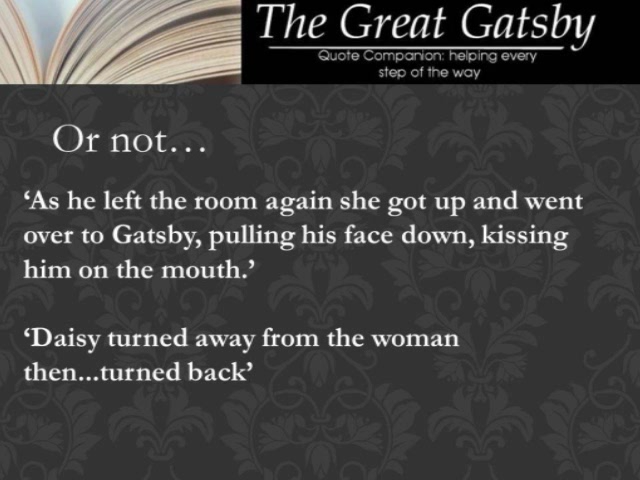 The Great Gatsby
Quote Companion: helping every
step of the way
Or not…
‘As he left the room again she got up and went
over to Gatsby, pulling his face down, kissing
him on the mouth.’
‘Daisy turned away from the woman
then...turned back’